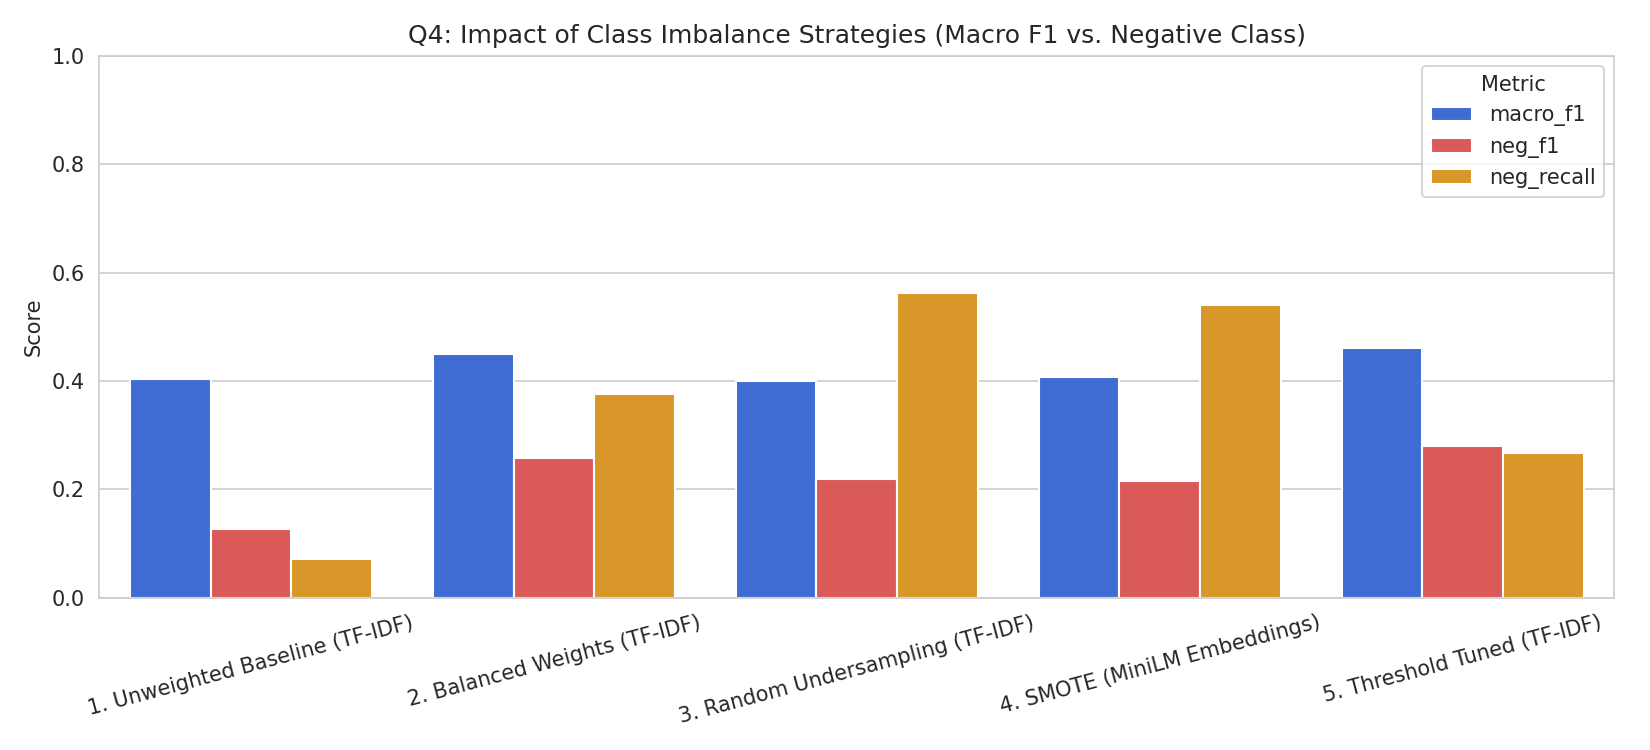 Q4: Impact of Class Imbalance Strategies (Macro F1 vs. Negative Class)
Metric
macro_f1
neg_f1
neg_recall
Score
1.0
0.8
0.6
0.4
0.2
0.0
1. Unweighted Baseline (TF-IDF)
2. Balanced Weights (TF-IDF)
3. Random Undersampling (TF-IDF)
4. SMOTE (MiniLM Embeddings)
5. Threshold Tuned (TF-IDF)